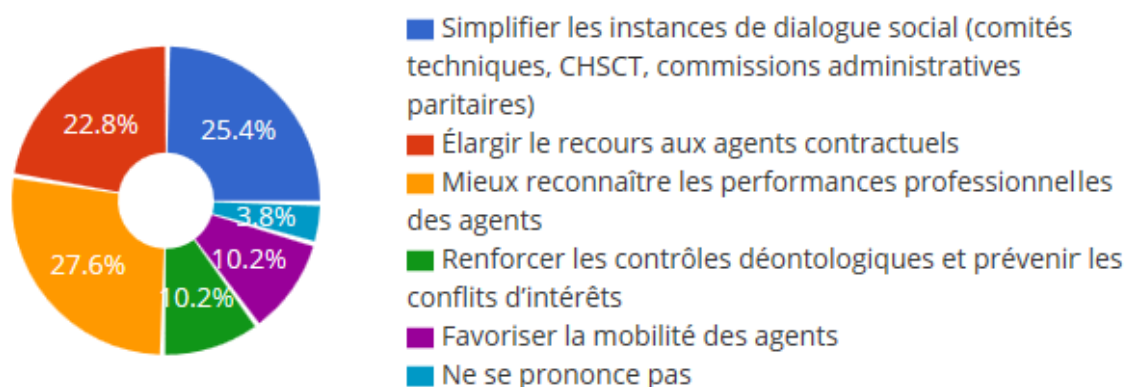 Simplifier les instances de dialogue social (comités
techniques, CHSCT, commissions administratives
paritaires)
Élargir le recours aux agents contractuels
Mieux reconnaître les performances professionnelles
des agents
Renforcer les contrôles déontologiques et prévenir les
conflits d’intérêts
Favoriser la mobilité des agents
Ne se prononce pas
22.8%
25.4%
3.8%
10.2%
27.6%
10.2%